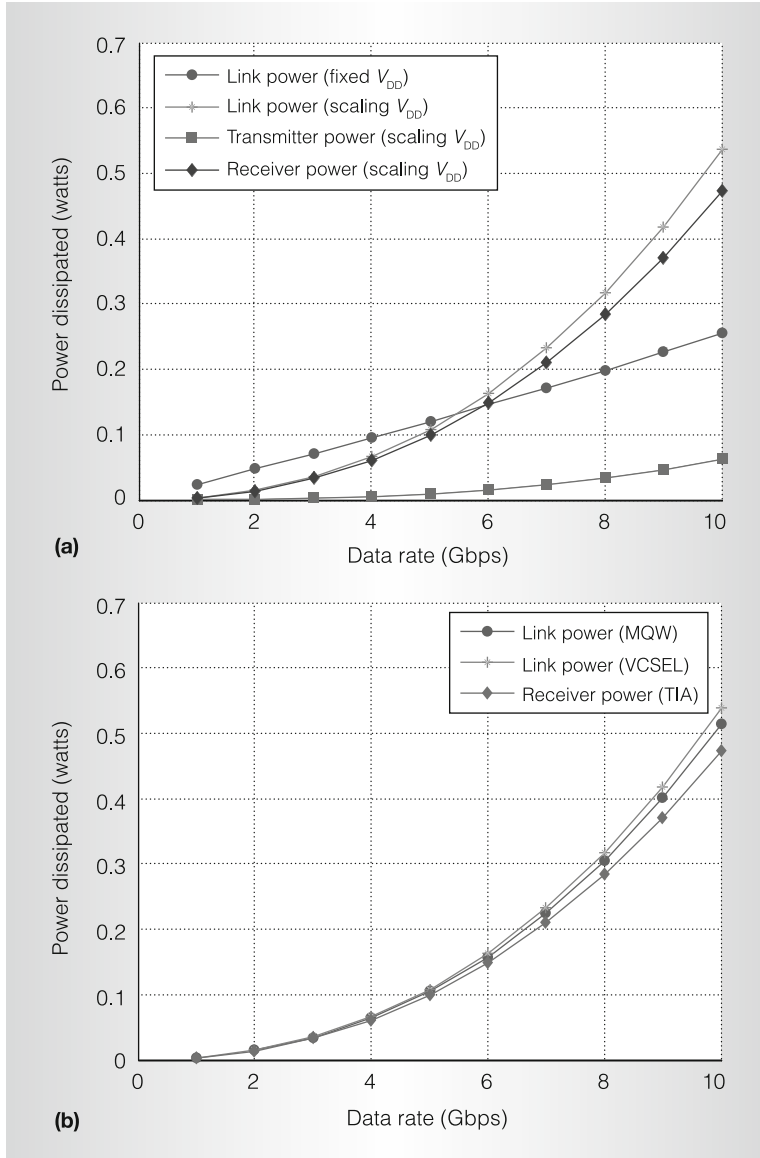 0.7
0.6
0.5
0.4
0.3
0.2
0.1
0
Power dissipated (watts)
Link power (fixed VDD)
Link power (scaling VDD)
Transmitter power (scaling VDD)
Receiver power (scaling VDD)
0 2 4 6 8 10
Data rate (Gbps)
(a)
0.7
0.6
0.5
0.4
0.3
0.2
0.1
0
Power dissipated (watts)
Link power (MQW)
Link power (VCSEL)
Receiver power (TIA)
0 2 4 6 8 10
Data rate (Gbps)
(b)